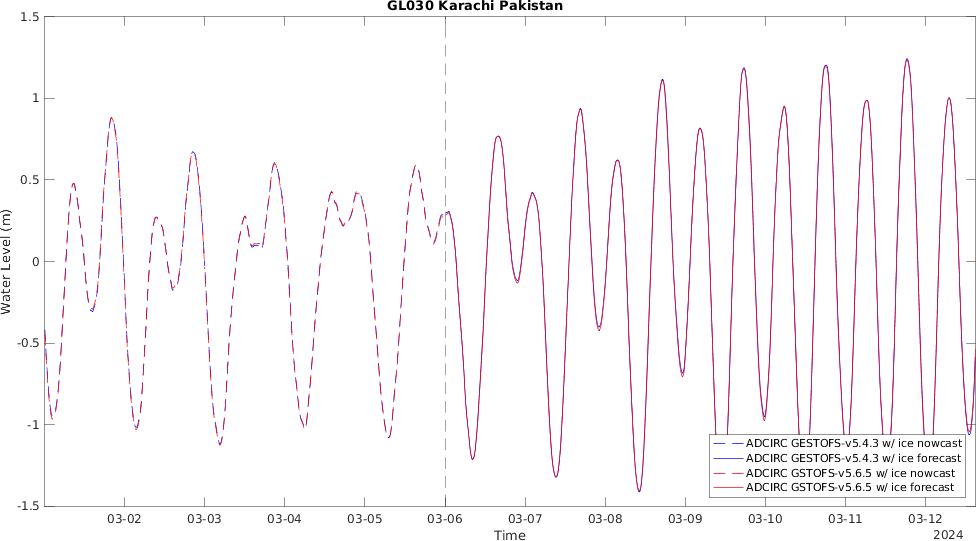 GL030 Karachi Pakistan
1.5
1
0.5
0
-0.5
-1
-1.5
Water Level (m)
03-02 03-03 03-04 03-05 03-06 03-07 03-08 03-09 03-10 03-11 03-12
2024
Time
ADCIRC GESTOFS-v5.4.3 w/ ice nowcast
ADCIRC GESTOFS-v5.4.3 w/ ice forecast
ADCIRC GSTOFS-v5.6.5 w/ ice nowcast
ADCIRC GSTOFS-v5.6.5 w/ ice forecast